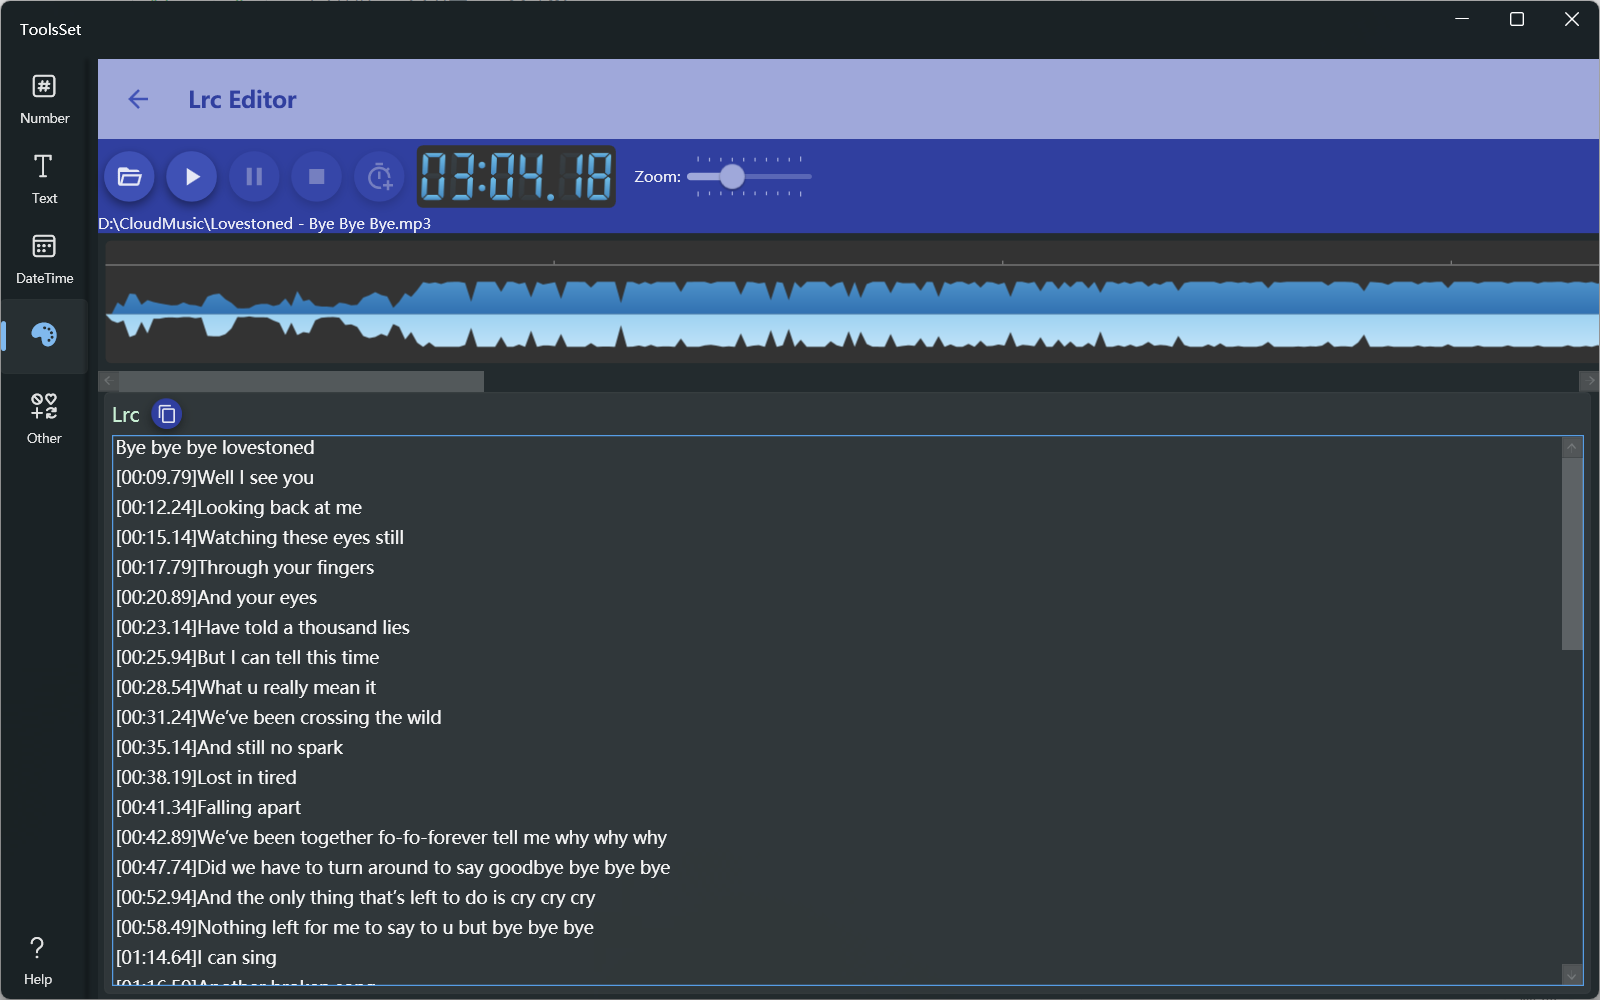 ToolsSet
Number
Text
DateTime
Other
Help
Lrc Editor
03:04.18
Zoom:
D:\CloudMusic\Lovestoned - Bye Bye Bye.mp3
Lrc
Bye bye bye lovestoned
[00:09.79]Well I see you
[00:12.24]Looking back at me
[00:15.14]Watching these eyes still
[00:17.79]Through your fingers
[00:20.89]And your eyes
[00:23.14]Have told a thousand lies
[00:25.94]But I can tell this time
[00:28.54]What u really mean it
[00:31.24]We’ve been crossing the wild
[00:35.14]And still no spark
[00:38.19]Lost in tired
[00:41.34]Falling apart
[00:42.89]We’ve been together fo-fo-forever tell me why why why
[00:47.74]Did we have to turn around to say goodbye bye bye bye
[00:52.94]And the only thing that’s left to do is cry cry cry
[00:58.49]Nothing left for me to say to u but bye bye bye
[01:14.64]I can sing
Another broken song